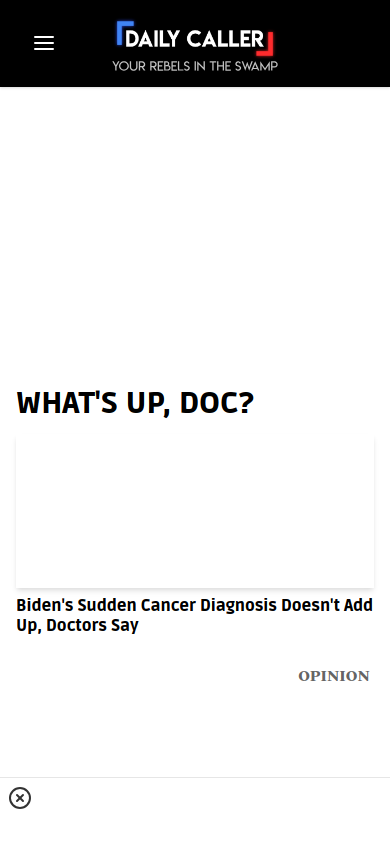 DAILY CALLER
YOUR REBELS IN THE SWAMP
WHAT'S UP, DOC?
Biden's Sudden Cancer Diagnosis Doesn't Add
Up, Doctors Say
OPINION